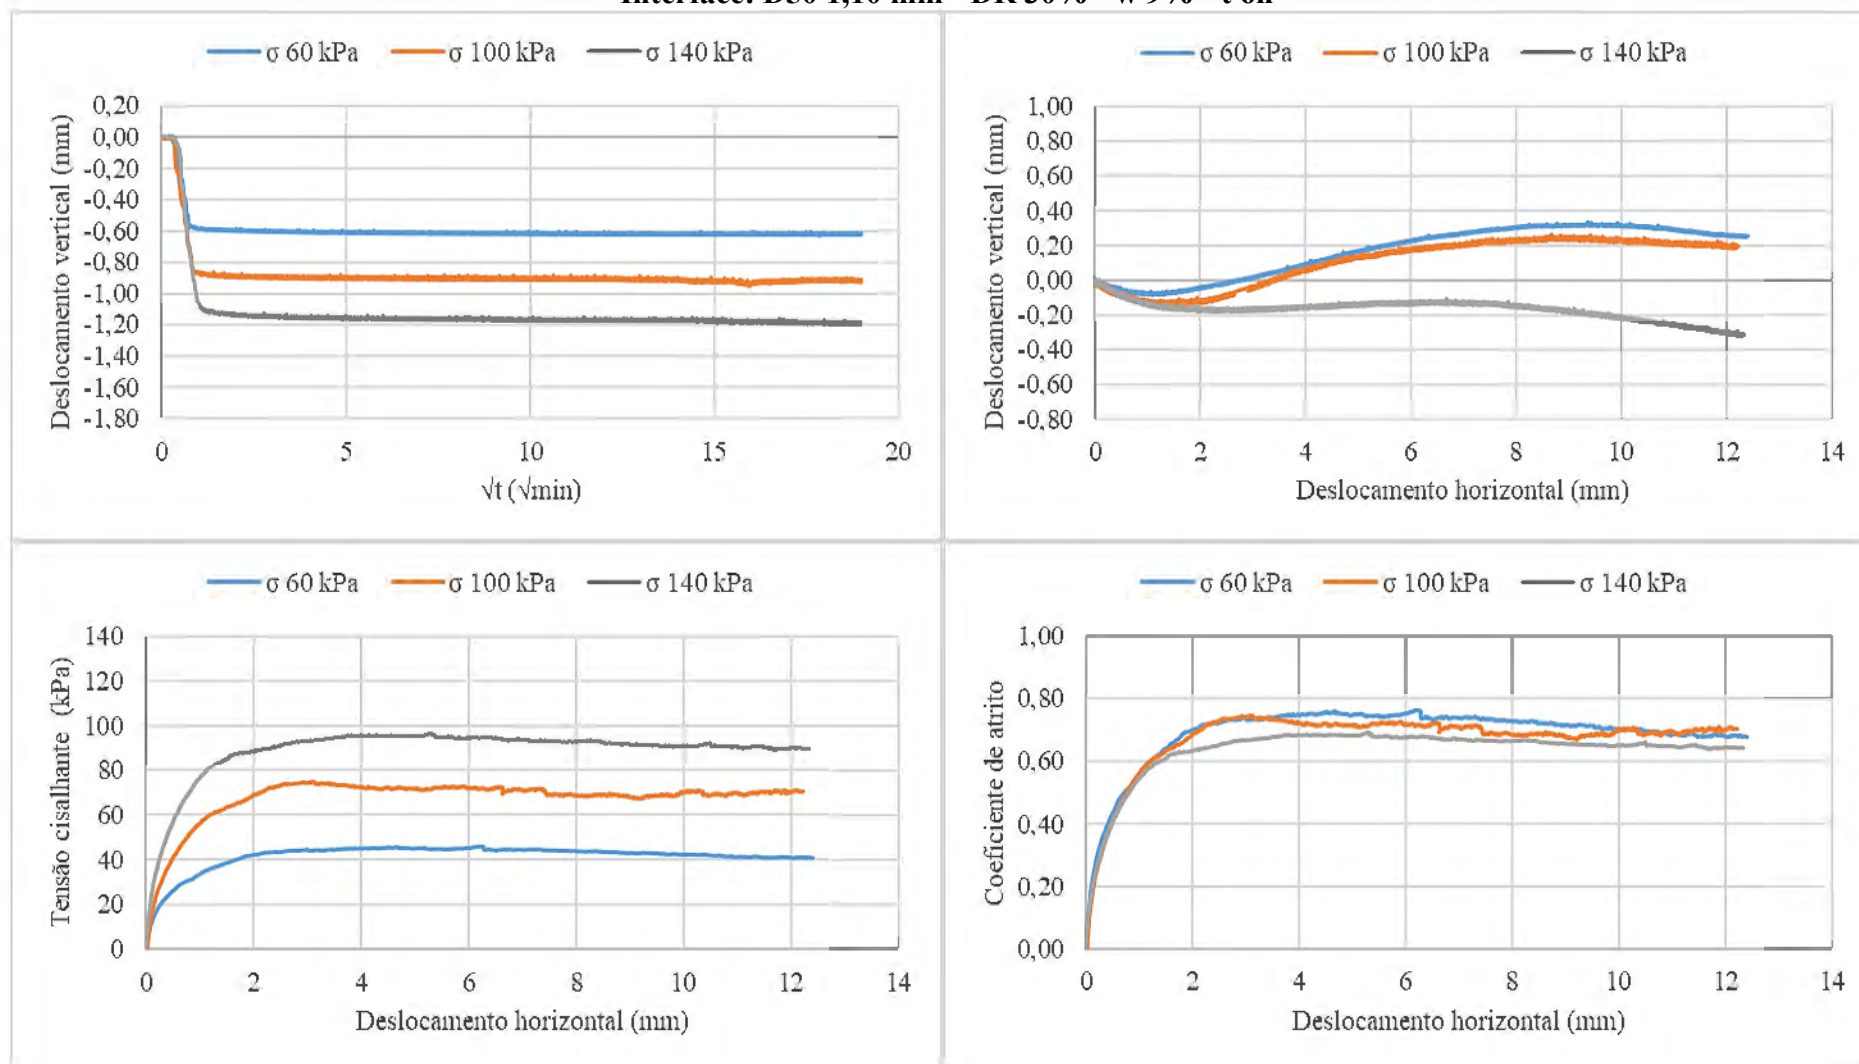 σ 60 kPa σ 100 kPa σ 140 kPa
Deslocamento vertical (mm)
0,20
0,00
-0,20
-0,40
-0,60
-0,80
-1,00
-1,20
-1,40
-1,60
-1,80
0 5 10 15 20
√t (√min)
σ 60 kPa σ 100 kPa σ 140 kPa
Deslocamento vertical (mm)
1,00
0,80
0,60
0,40
0,20
0,00
-0,20
-0,40
-0,60
-0,80
0 2 4 6 8 10 12 14
Deslocamento horizontal (mm)
σ 60 kPa σ 100 kPa σ 140 kPa
Tensão cisalhante (kPa)
140
120
100
80
60
40
20
0
0 2 4 6 8 10 12 14
Deslocamento horizontal (mm)
σ 60 kPa σ 100 kPa σ 140 kPa
Coeficiente de atrito
1,00
0,80
0,60
0,40
0,20
0,00
0 2 4 6 8 10 12 14
Deslocamento horizontal (mm)